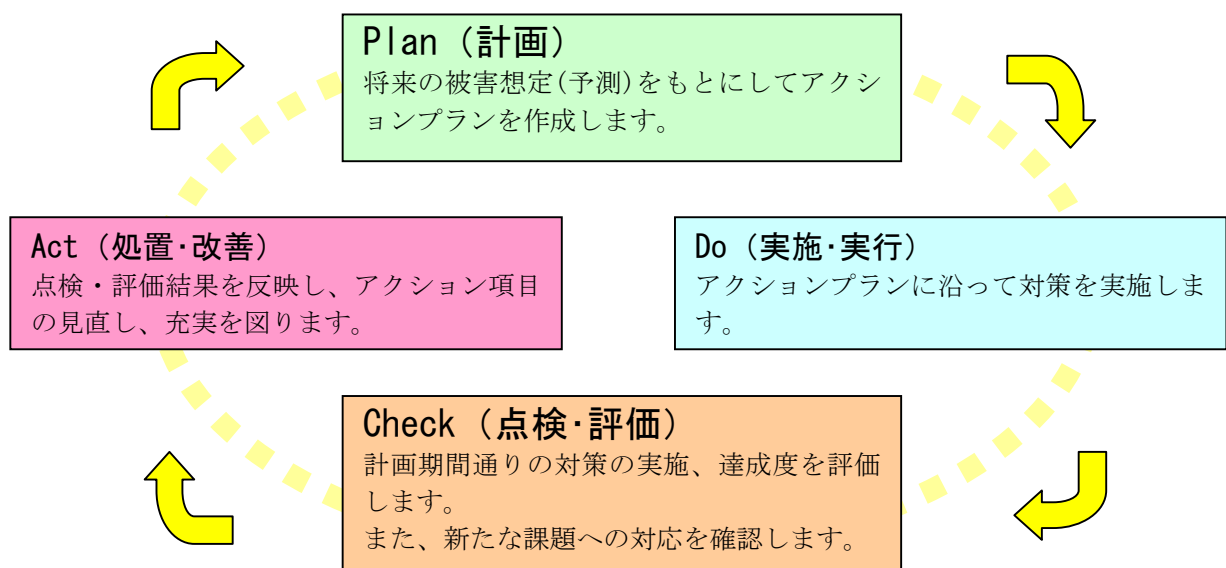 Plan（計画）
将来の被害想定(予測)をもとにしてアクシ
ョンプランを作成します。
Act（処置･改善）
点検・評価結果を反映し、アクション項目
の見直し、充実を図ります。
Do（実施･実行）
アクションプランに沿って対策を実施しま
す。
Check（点検･評価）
計画期間通りの対策の実施、達成度を評価
します。
また、新たな課題への対応を確認します。